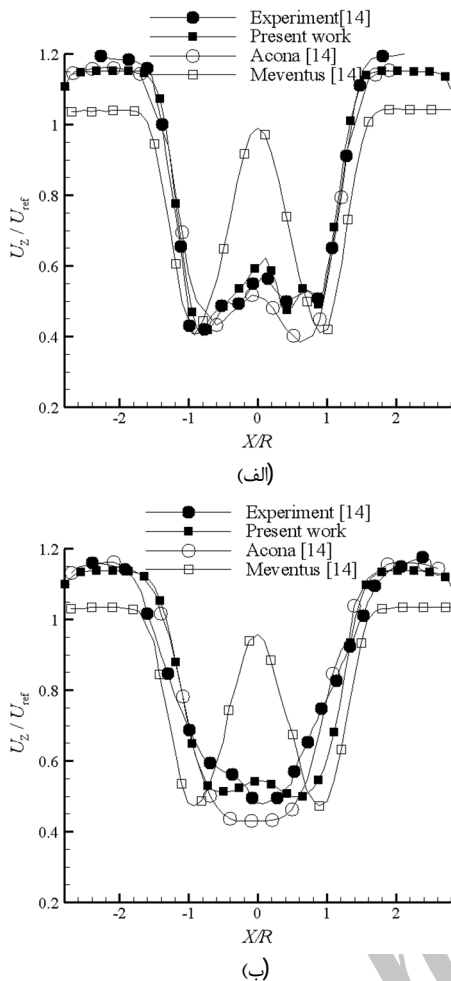 Experiment[14]
Present work
Acona [14]
Meventus [14]
1.2
1
0.8
0.6
0.4
0.2
U_Z / U_ref
-2 -1 0 1 2
X/R
(الف)
Experiment [14]
Present work
Acona [14]
Meventus [14]
1.2
1
0.8
0.6
0.4
0.2
U_Z / U_ref
-2 -1 0 1 2
X/R
(ب)